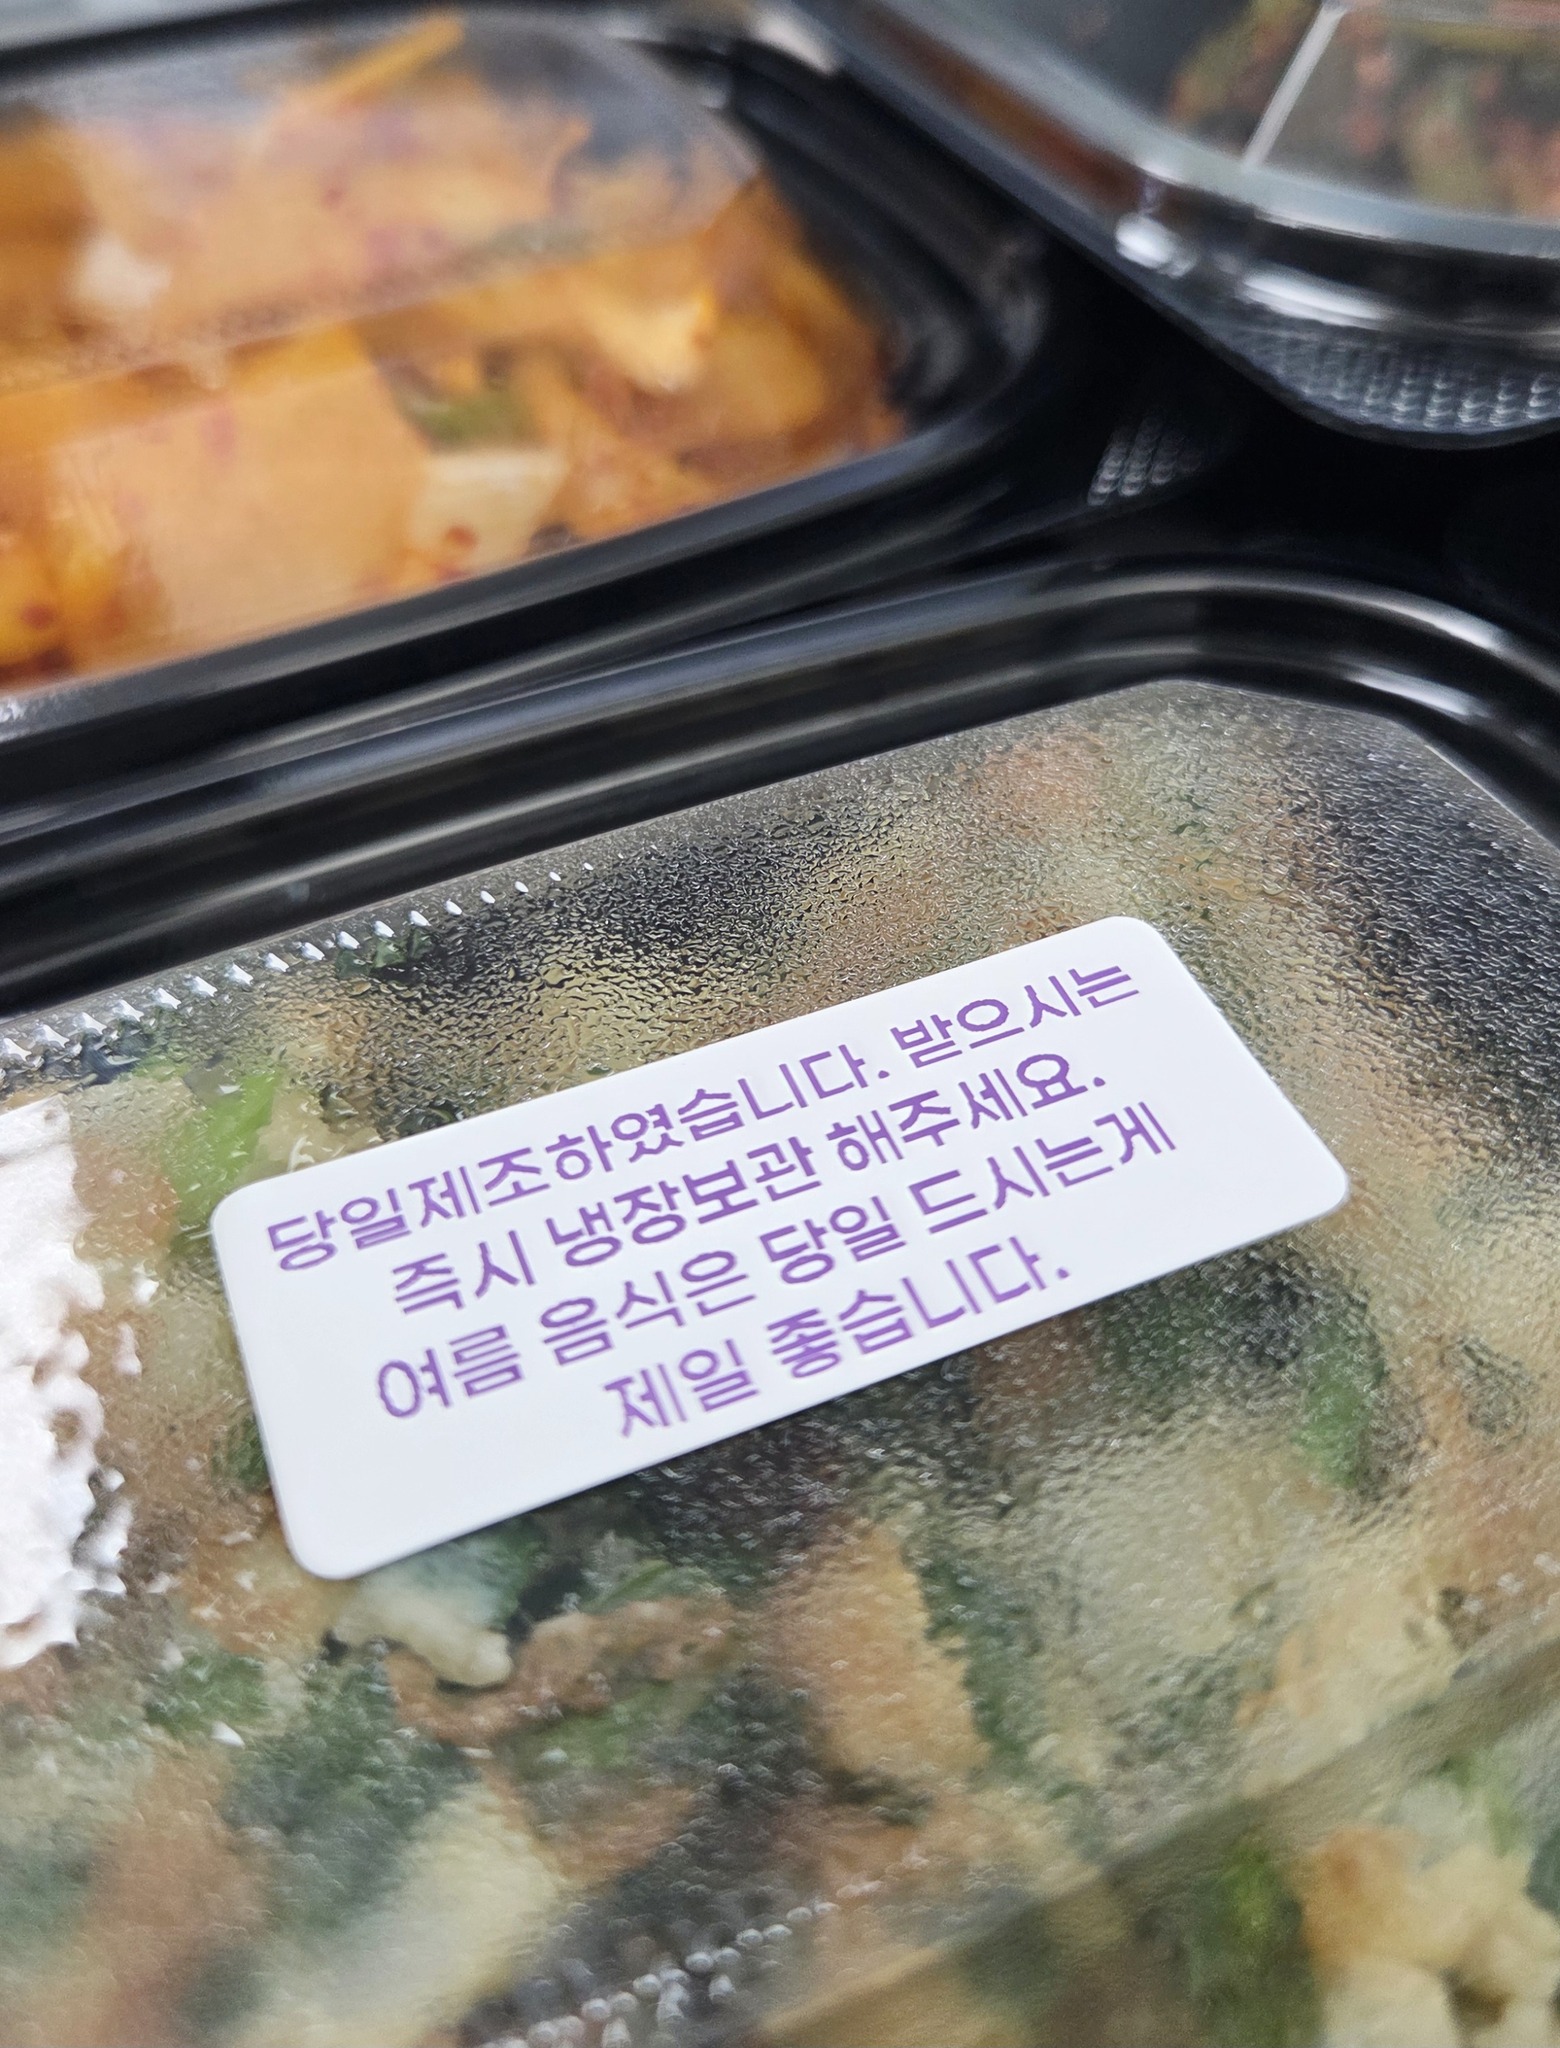 당일제조하였습니다. 받으시는
즉시 냉장보관 해주세요.
여름 음식은 당일 드시는게
제일 좋습니다.